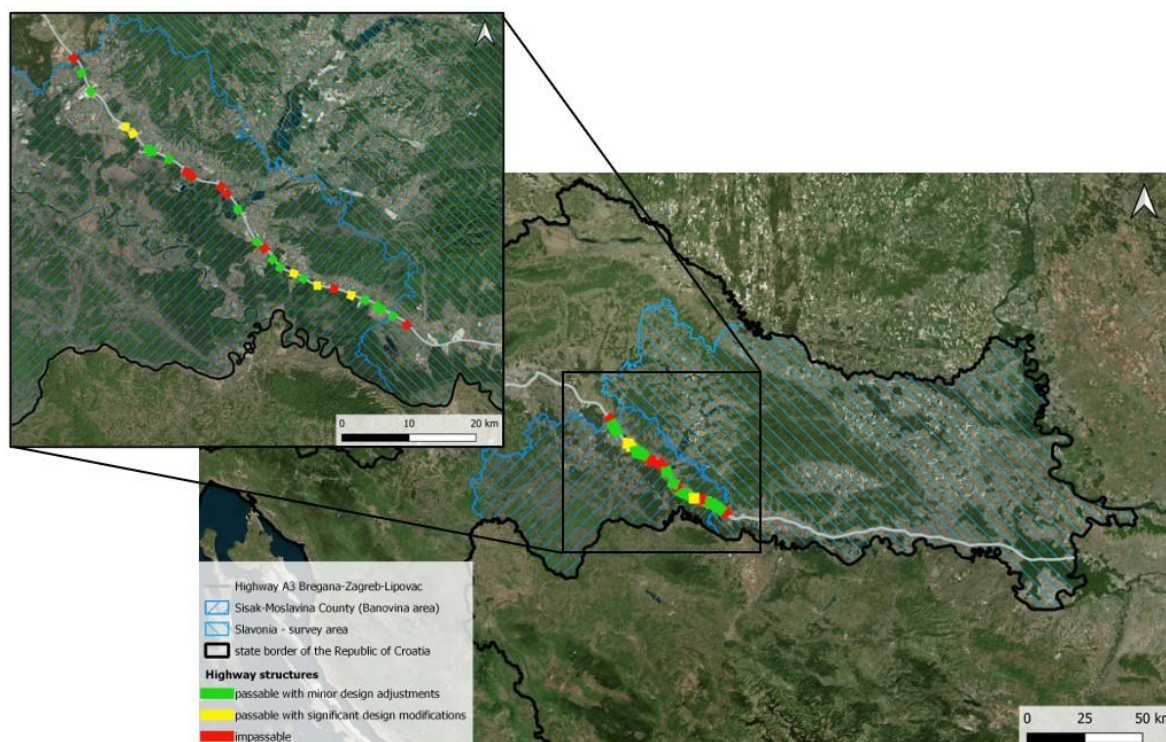 0 10 20 km
Highway A3 Bregana-Zagreb-Lipovac
Sisak-Moslavina County (Banovina area)
Slavonia - survey area
state border of the Republic of Croatia
Highway structures
passable with minor design adjustments
passable with significant design modifications
impassable
0 25 50 km